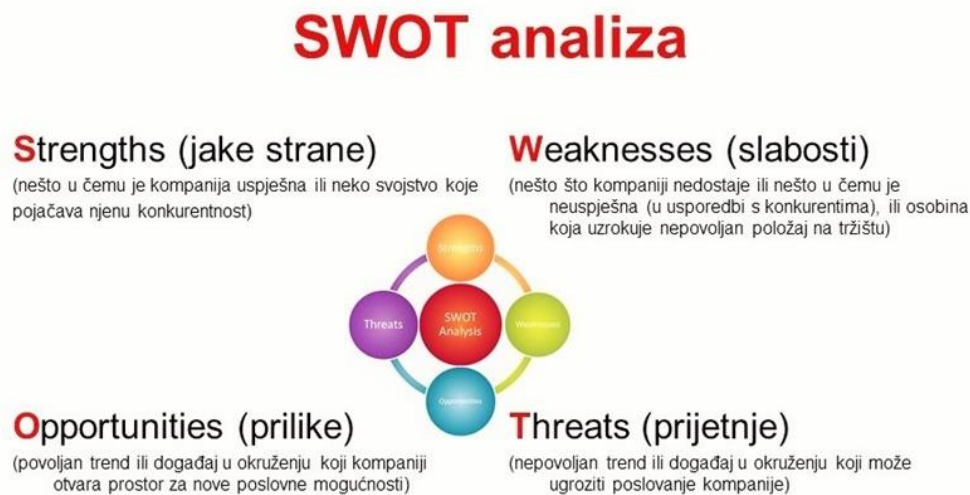 SWOT analiza
Strengths (jake strane)
(nešto u čemu je kompanija uspješna ili neko svojstvo koje
pojačava njenu konkurentnost)
Weaknesses (slabosti)
(nešto što kompaniji nedostaje ili nešto u čemu je
neuspješna (u usporedbi s konkurentima), ili osobina
koja uzrokuje nepovoljan položaj na tržištu)
Strengths
Threats
SWOT
Analysis
Weaknesses
Opportunities
Opportunities (prilike)
(povoljan trend ili događaj u okruženju koji kompaniji
otvara prostor za nove poslovne mogućnosti)
Threats (prijetnje)
(nepovoljan trend ili događaj u okruženju koji može
ugroziti poslovanje kompanije)